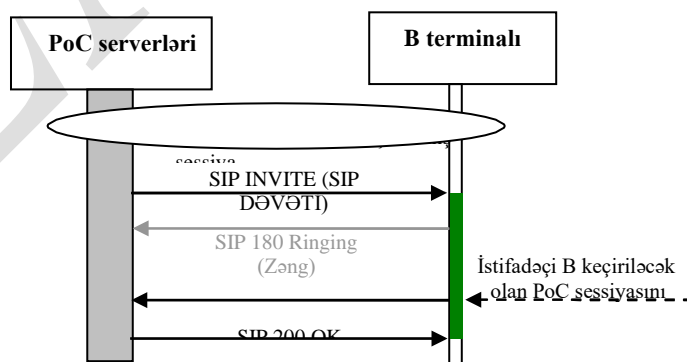 PoC serverləri
B terminalı
sessiya
SIP INVITE (SIP
DƏVƏTİ)
SIP 180 Ringing
(Zəng)
İstifadəçi B keçiriləcək
olan PoC sessiyasını
SIP 200 OK